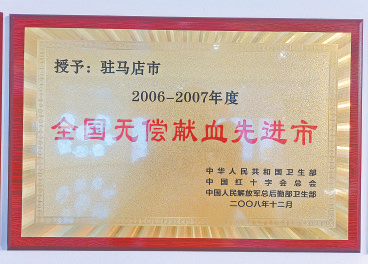 授予：驻马店市
2006-2007年度
全国无偿献血先进市
中华人民共和国卫生部
中国红十字会总会
中国人民解放军总后勤部卫生部
二〇〇八年十二月